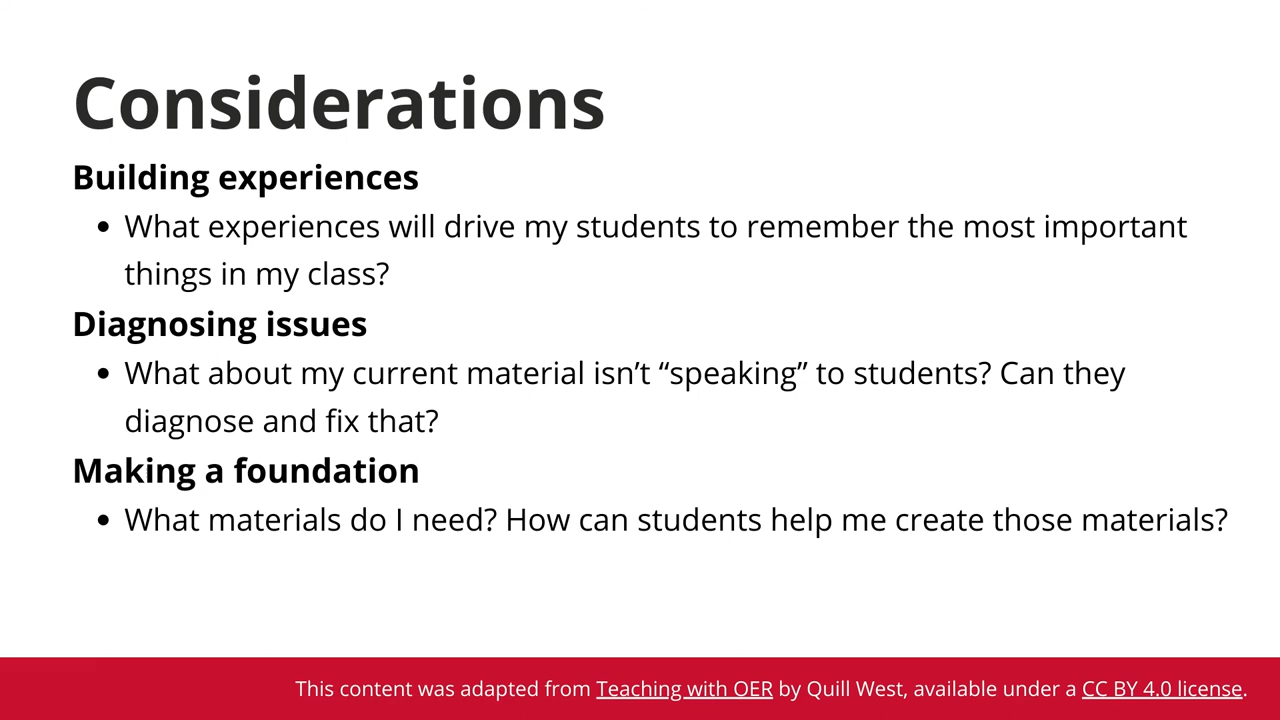 Considerations
Building experiences
• What experiences will drive my students to remember the most important
things in my class?
Diagnosing issues
• What about my current material isn’t “speaking” to students? Can they
diagnose and fix that?
Making a foundation
• What materials do I need? How can students help me create those materials?
This content was adapted from Teaching with OER by Quill West, available under a CC BY 4.0 license.